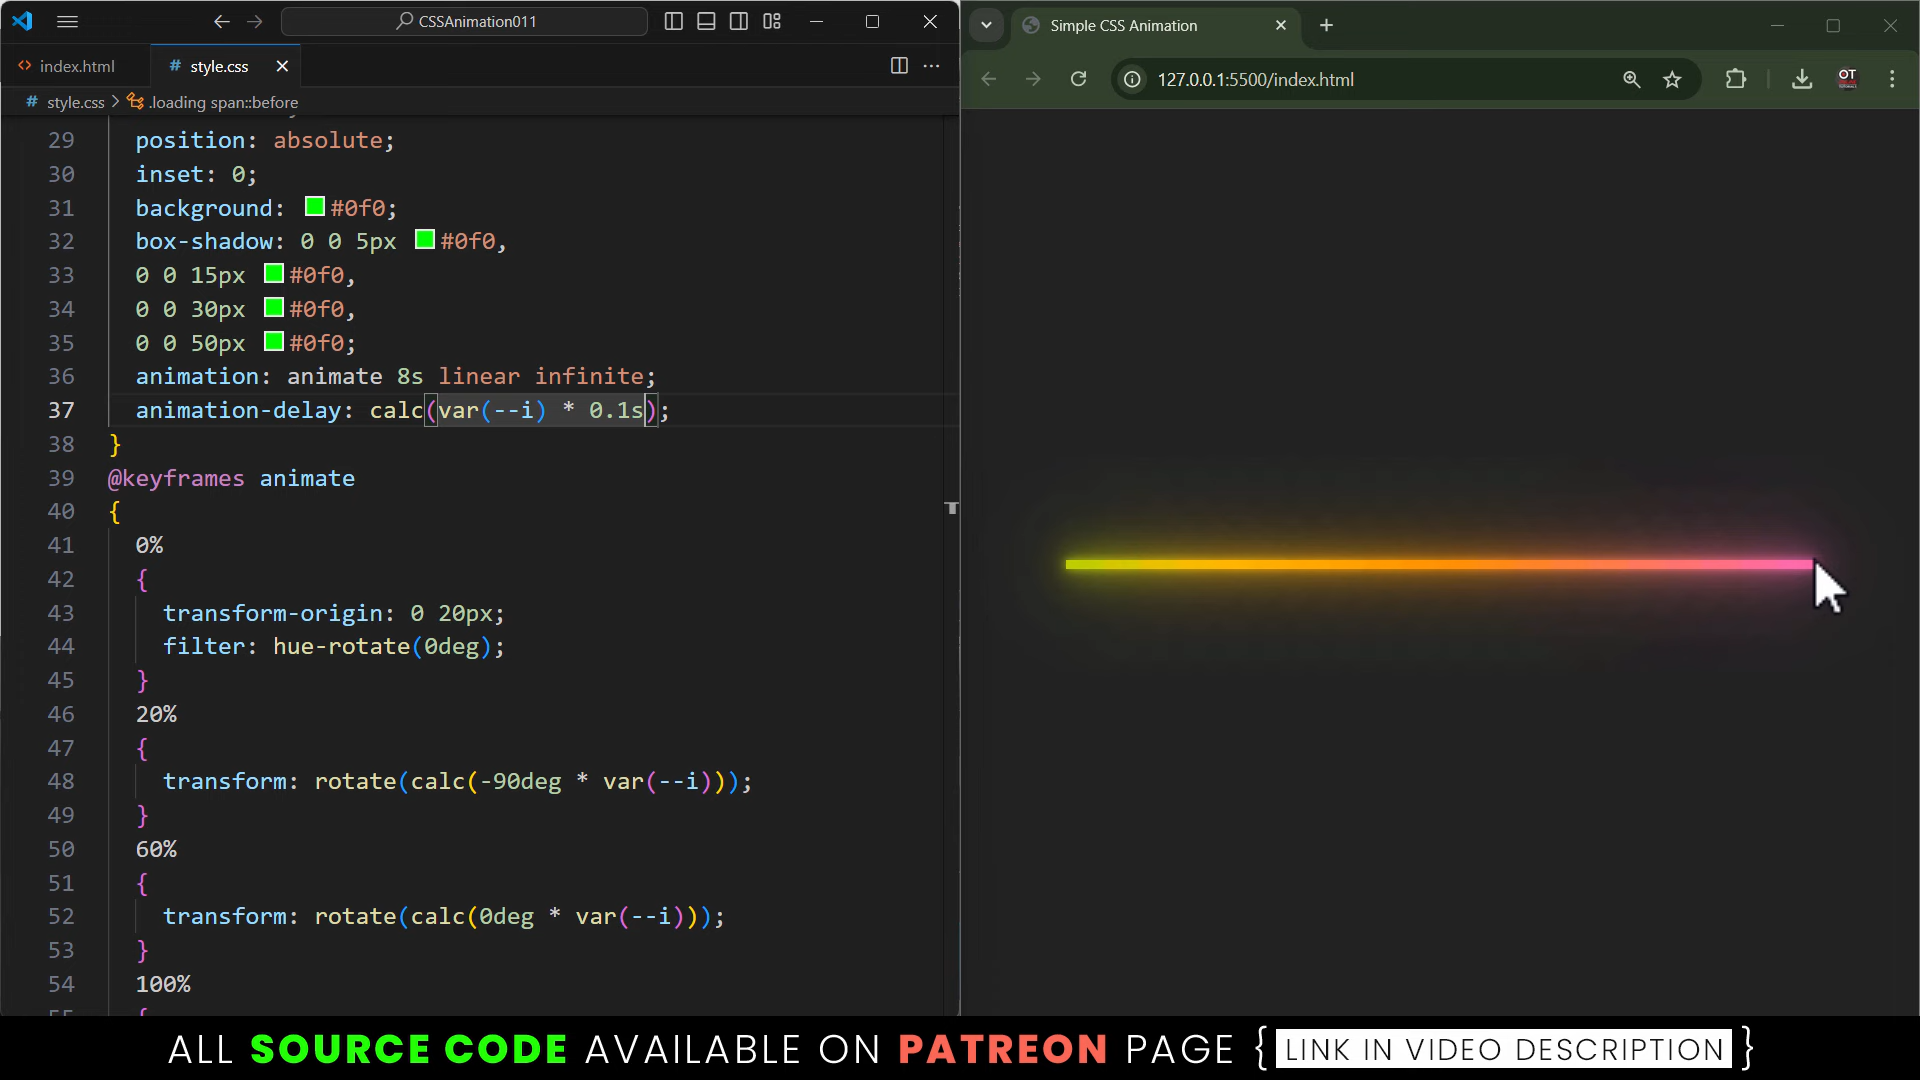 CSSAnimation011
Simple CSS Animation
index.html
# style.css
127.0.0.1:5500/index.html
OT
# style.css > .loading span::before
29 position: absolute;
30 inset: 0;
31 background: #0f0;
32 box-shadow: 0 0 5px #0f0,
33 0 0 15px #0f0,
34 0 0 30px #0f0,
35 0 0 50px #0f0;
36 animation: animate 8s linear infinite;
37 animation-delay: calc(var(--i) * 0.1s);
38 }
39 @keyframes animate
40 {
41 0%
42 {
43 transform-origin: 0 20px;
44 filter: hue-rotate(0deg);
45 }
46 20%
47 {
48 transform: rotate(calc(-90deg * var(--i)));
49 }
50 60%
51 {
52 transform: rotate(calc(0deg * var(--i)));
53 }
54 100%
55 {
ALL SOURCE CODE AVAILABLE ON PATREON PAGE { LINK IN VIDEO DESCRIPTION }